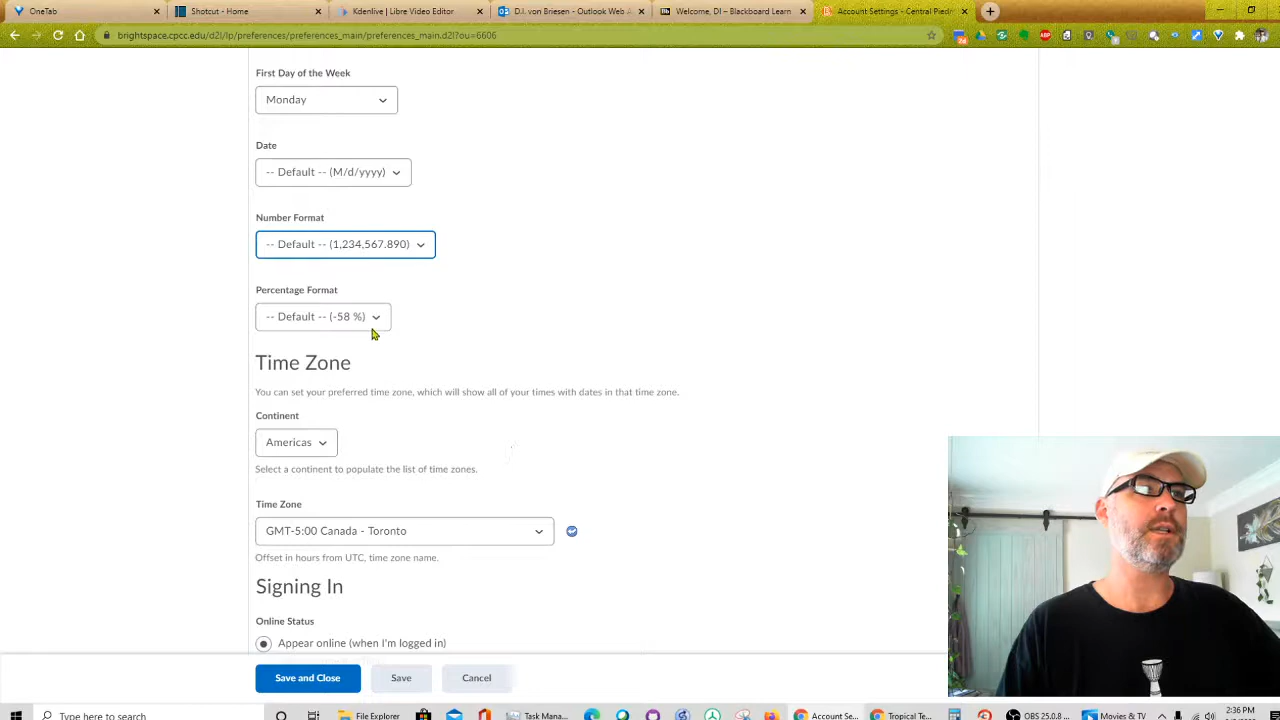 OneTab
Shotcut - Home
Kdenlive | Libre Video Editor
D.I. von Briesen - Outlook Web A
Welcome, DI – Blackboard Learn
Account Settings - Central Pied
brightspace.cpcc.edu/d2l/lp/preferences/preferences_main.d2l?ou=6606
First Day of the Week
Monday
Date
-- Default -- (M/d/yyyy)
Number Format
-- Default -- (1,234,567.890)
Percentage Format
-- Default -- (-58 %)
Time Zone
You can set your preferred time zone, which will show all of your times with dates in that time zone.
Continent
Americas
Select a continent to populate the list of time zones.
Time Zone
GMT-5:00 Canada - Toronto
Offset in hours from UTC, time zone name.
Signing In
Online Status
Appear online (when I'm logged in)
Save and Close
Save
Cancel
Type here to search
File Explorer
Task Mana...
Account Se...
Tropical Te...
OBS 25.0.8
Movies & TV
2:36 PM